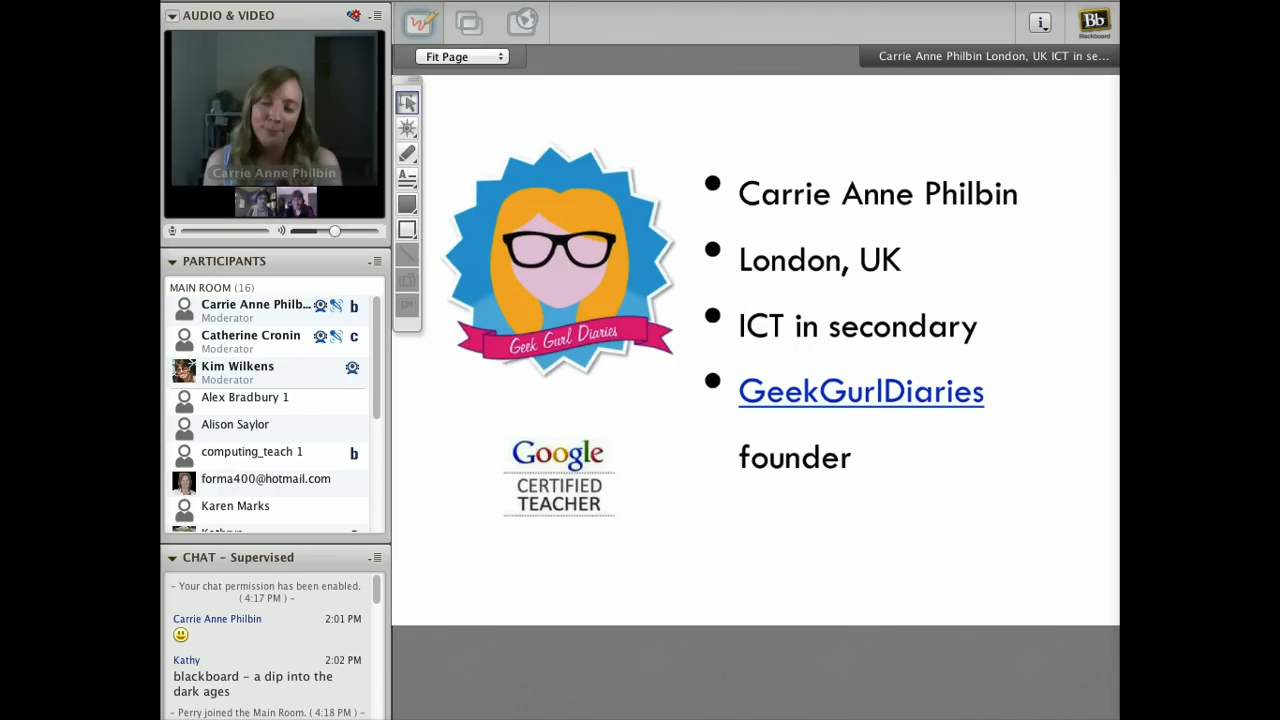 AUDIO & VIDEO
Carrie Anne Philbin
PARTICIPANTS
MAIN ROOM (16)
Carrie Anne Philb...
b
Moderator
Catherine Cronin
c
Moderator
Kim Wilkens
Moderator
Alex Bradbury 1
Alison Saylor
computing_teach 1
b
forma400@hotmail.com
Karen Marks
CHAT - Supervised
- Your chat permission has been enabled.
( 4:17 PM ) -
Carrie Anne Philbin 2:01 PM
Kathy 2:02 PM
blackboard - a dip into the
dark ages
- Perry joined the Main Room. ( 4:18 PM ) -
i
Bb
Blackboard
Fit Page
Carrie Anne Philbin London, UK ICT in se...
A
Geek Gurl Diaries
Google
CERTIFIED
TEACHER
• Carrie Anne Philbin
• London, UK
• ICT in secondary
• GeekGurlDiaries
founder